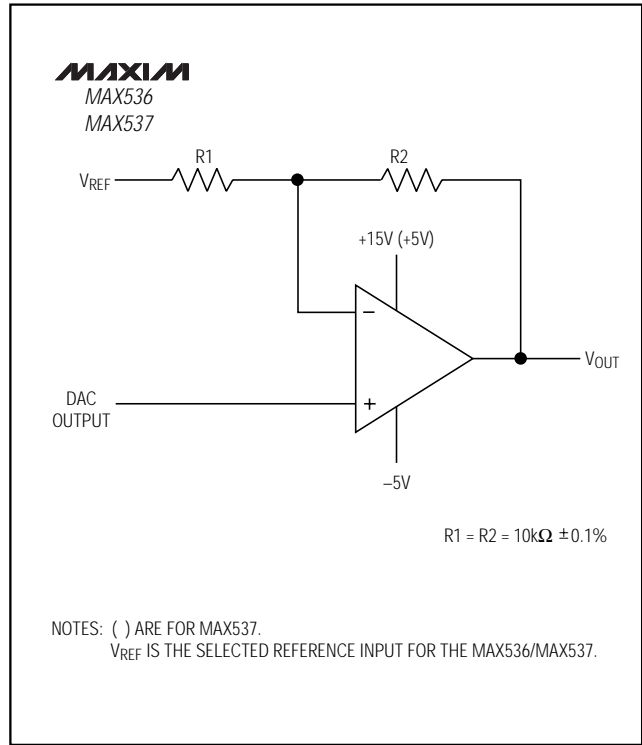 MAXIM
MAX536
MAX537
R1
R2
VREF
+15V (+5V)
−
VOUT
DAC
OUTPUT
+
–5V
R1 = R2 = 10kΩ ±0.1%
NOTES: ( ) ARE FOR MAX537.
VREF IS THE SELECTED REFERENCE INPUT FOR THE MAX536/MAX537.